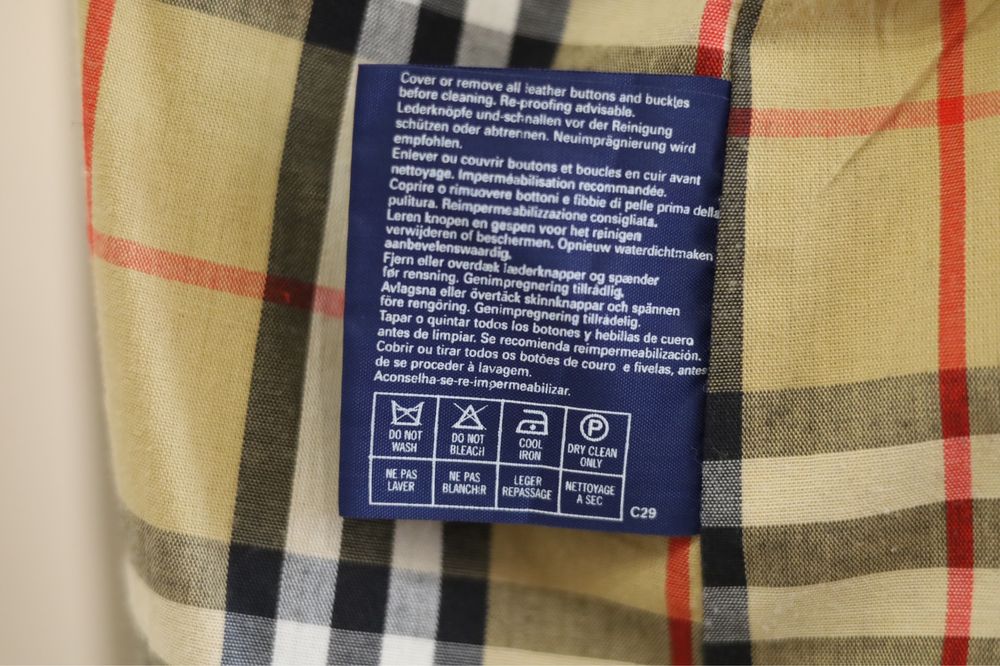 Cover or remove all leather buttons and buckles
before cleaning. Re-proofing advisable.
Lederknöpfe und-schnallen vor der Reinigung
schützen oder abtrennen. Neuimprägnierung wird
empfohlen.
Enlever ou couvrir boutons et boucles en cuir avant
nettoyage. Imperméabilisation recommandée.
Coprire o rimuovere bottoni e fibbie di pelle prima della
pulitura. Reimpermeabilizzazione consigliata.
Leren knopen en gespen voor het reinigen
verwijderen of beschermen. Opnieuw waterdichtmaken
aanbevelenswaardig.
Fjern eller overdæk læderknapper og spænder
før rensning. Genimpregnering tillrådlig.
Avlagsna eller övertäck skinnknappar och spännen
före rengöring. Genimpregnering tillrådelig.
Tapar o quintar todos los botones y hebillas de cuero
antes de limpiar. Se recomienda reimpermeabilización.
Cobrir ou tirar todos os botões de couro e fivelas, antes
de se proceder à lavagem.
Aconselha-se-re-impermeabilizar.
P
DO NOT WASH DO NOT BLEACH COOL IRON DRY CLEAN ONLY
NE PAS LAVER NE PAS BLANCHIR LEGER REPASSAGE NETTOYAGE A SEC
C29